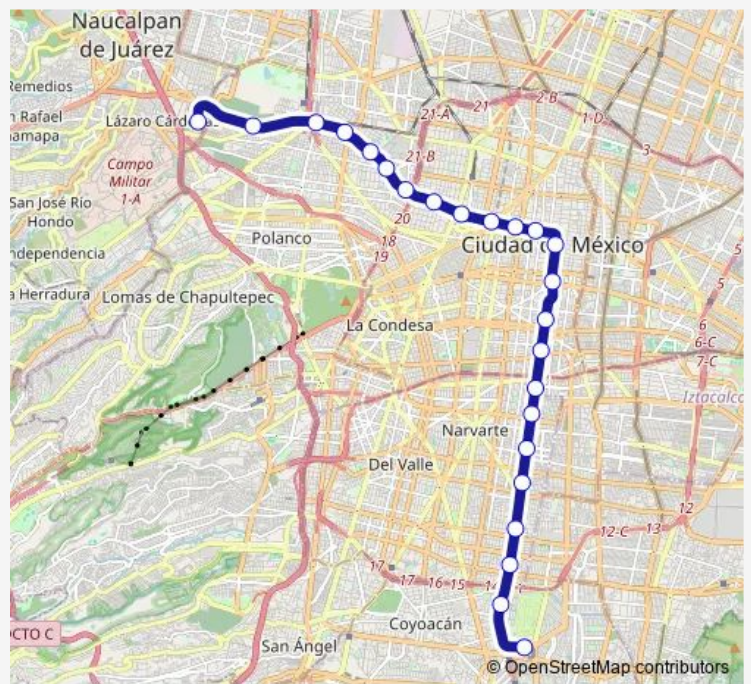 Naucalpan
de Juárez
Remedios
Rafael
amapa
Lázaro Cárd
Campo
Militar
1-A
San José Río
Hondo
ndependencia
a Herradura
Polanco
Lomas de Chapultepec
Ciudad d
México
La Condesa
Narvarte
Del Valle
Coyoacán
San Ángel
Iztacalco
CTO C
21-A
21
2-B
1-D
3
21-B
20
18
19
5
5
6
6-C
7-C
12
12-C
13
17
17
16
15
© OpenStreetMap contributors